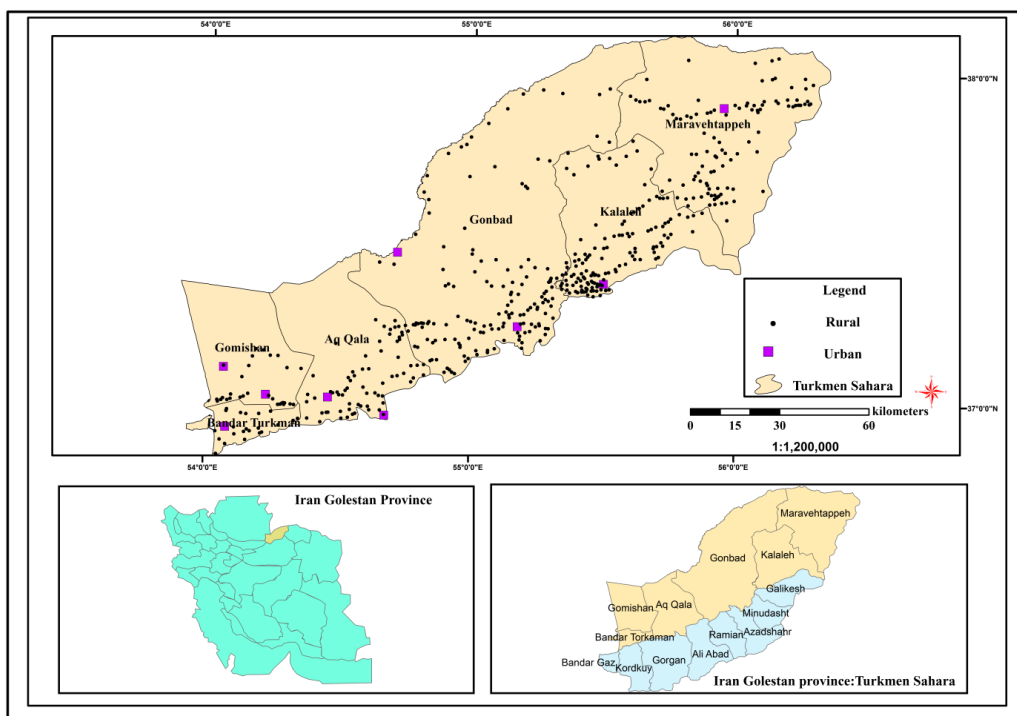 54°0'0"E
55°0'0"E
56°0'0"E
38°0'0"N
Maravehtappeh
Kalaleh
Gonbad
Legend
Rural
Urban
Turkmen Sahara
Aq Qala
Gomishan
Bandar Turkman
37°0'0"N
kilometers
0 15 30 60
1:1,200,000
54°0'0"E
55°0'0"E
56°0'0"E
Iran Golestan Province
Maravehtappeh
Gonbad
Kalaleh
Galikesh
Minudasht
Gomishan
Aq Qala
Azadshahr
Ramian
Bandar Torkaman
Ali Abad
Bandar Gaz
Kordkuy
Gorgan
Iran Golestan province:Turkmen Sahara